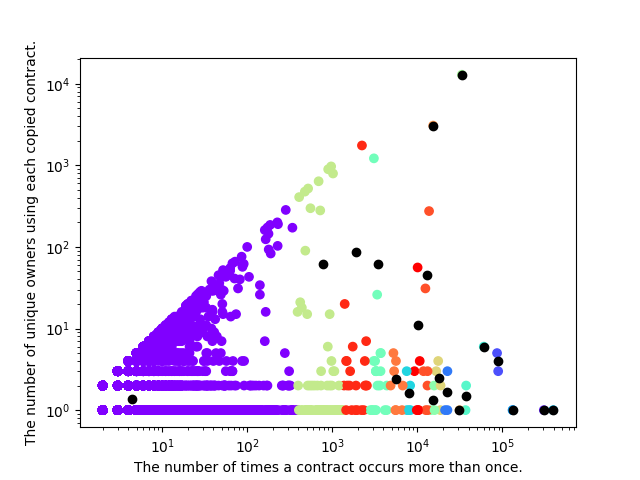 The number of unique owners using each copied contract.
10⁴
10³
10²
10¹
10⁰
10¹ 10² 10³ 10⁴ 10⁵
The number of times a contract occurs more than once.